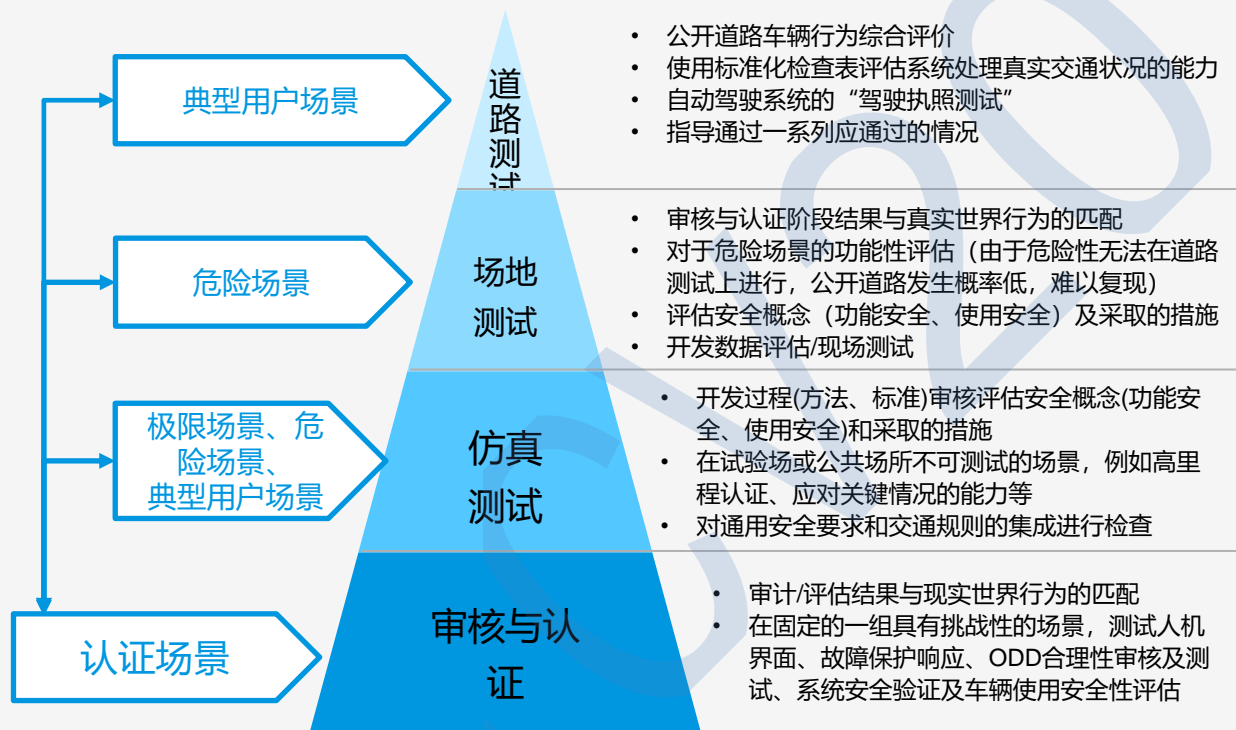 典型用户场景
道
路
测
试
• 公开道路车辆行为综合评价
• 使用标准化检查表评估系统处理真实交通状况的能力
• 自动驾驶系统的“驾驶执照测试”
• 指导通过一系列应通过的情况
危险场景
场地
测试
• 审核与认证阶段结果与真实世界行为的匹配
• 对于危险场景的功能性评估（由于危险性无法在道路
测试上进行，公开道路发生概率低，难以复现）
• 评估安全概念（功能安全、使用安全）及采取的措施
• 开发数据评估/现场测试
极限场景、危
险场景、
典型用户场景
仿真
测试
• 开发过程(方法、标准)审核评估安全概念(功能安
全、使用安全)和采取的措施
• 在试验场或公共场所不可测试的场景，例如高里
程认证、应对关键情况的能力等
• 对通用安全要求和交通规则的集成进行检查
认证场景
审核与认
证
• 审计/评估结果与现实世界行为的匹配
• 在固定的一组具有挑战性的场景，测试人机
界面、故障保护响应、ODD合理性审核及测
试、系统安全验证及车辆使用安全性评估